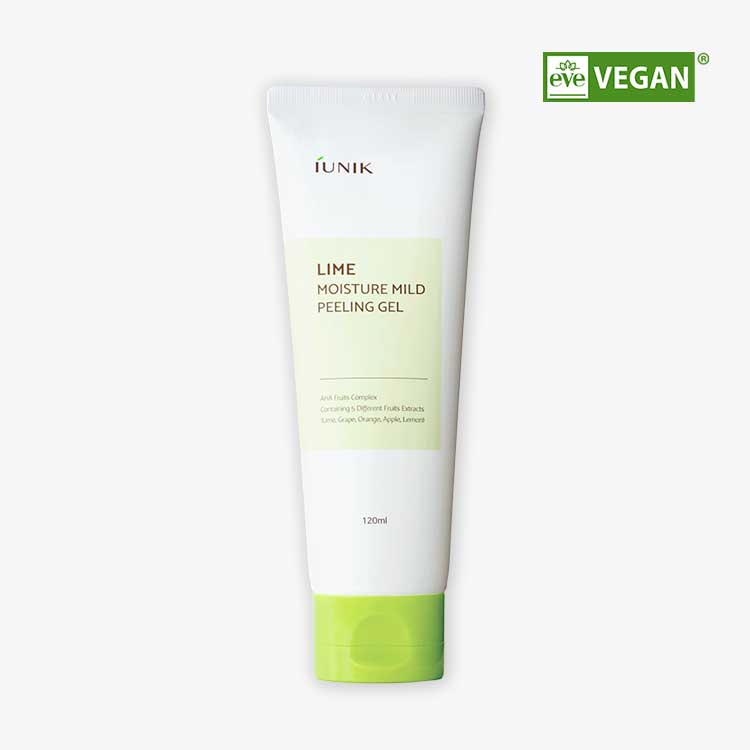 eve VEGAN®
iUNIK
LIME
MOISTURE MILD
PEELING GEL
AHA Fruits Complex
Containing 5 Different Fruits Extracts
(Lime, Grape, Orange, Apple, Lemon)
120ml